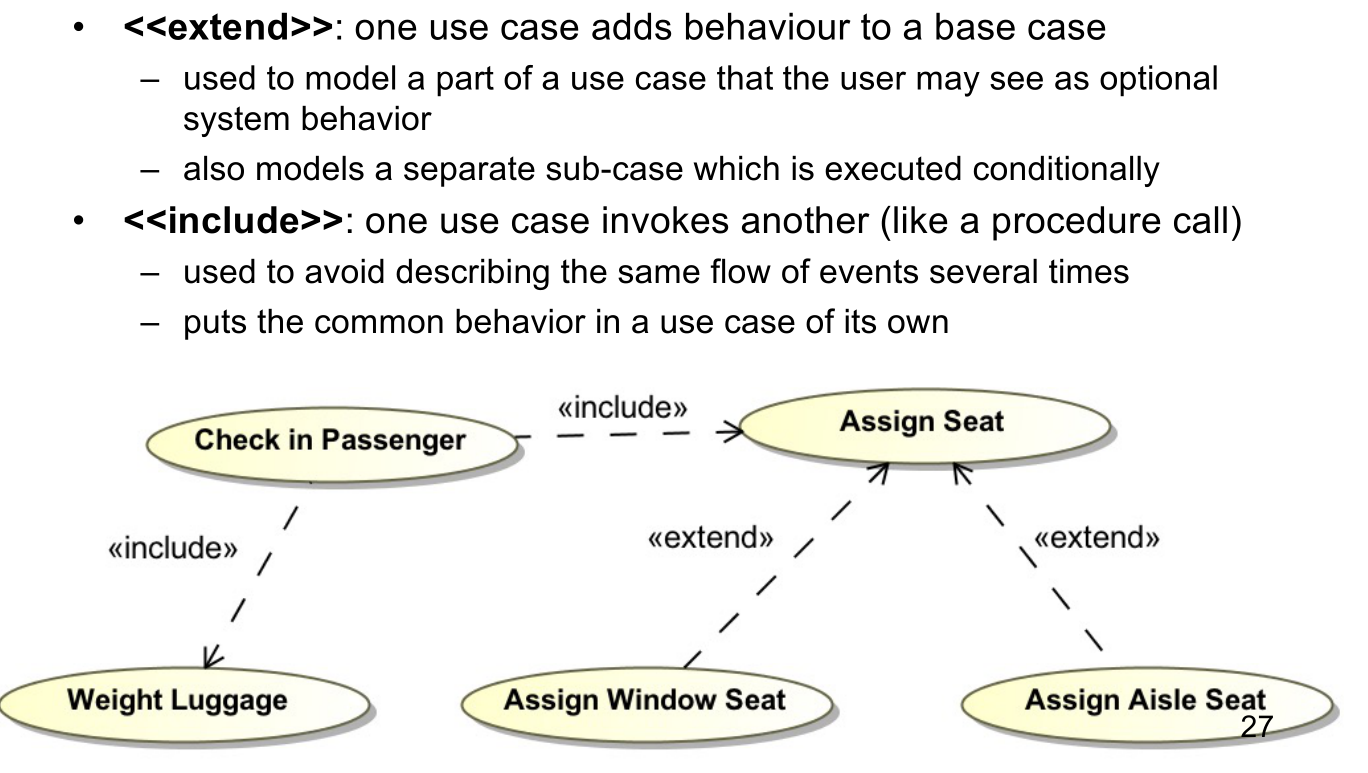 • <<extend>>: one use case adds behaviour to a base case
– used to model a part of a use case that the user may see as optional
system behavior
– also models a separate sub-case which is executed conditionally
• <<include>>: one use case invokes another (like a procedure call)
– used to avoid describing the same flow of events several times
– puts the common behavior in a use case of its own
«include»
Assign Seat
Check in Passenger
«extend»
«extend»
«include»
Weight Luggage
Assign Window Seat
Assign Aisle Seat
27